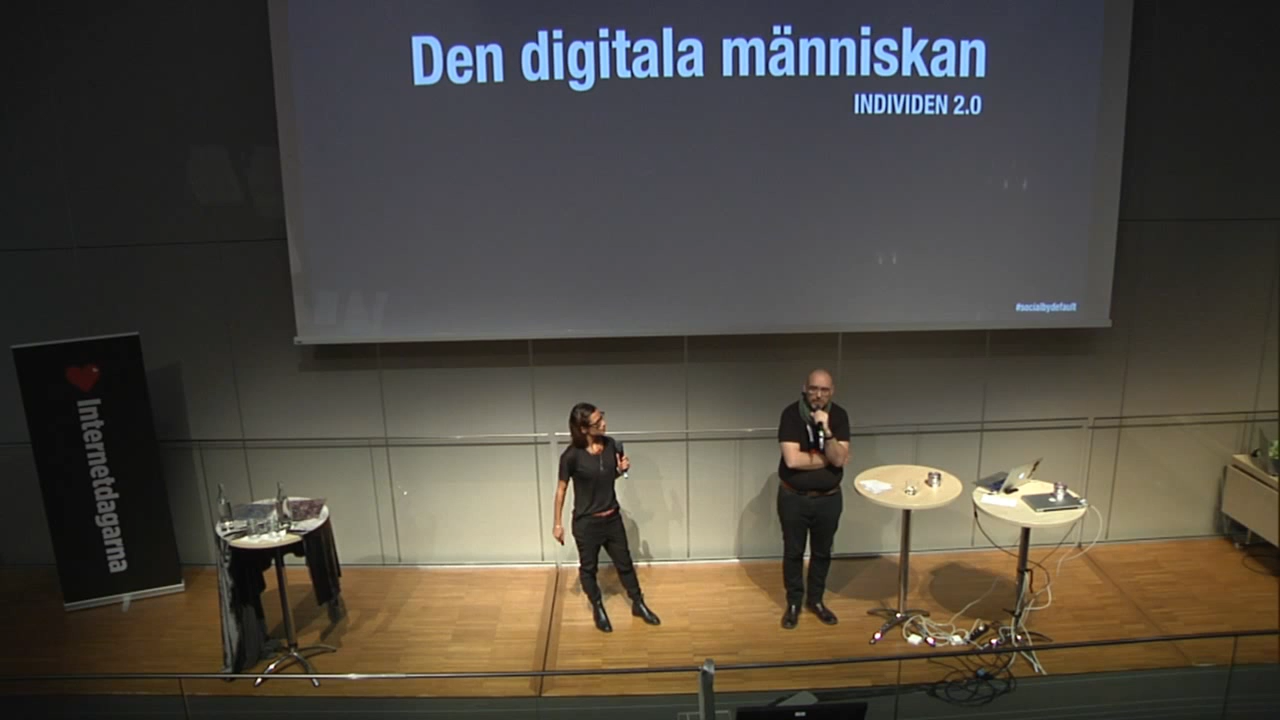 Den digitala människan
INDIVIDEN 2.0
#socialbydefault
Internetdagarna